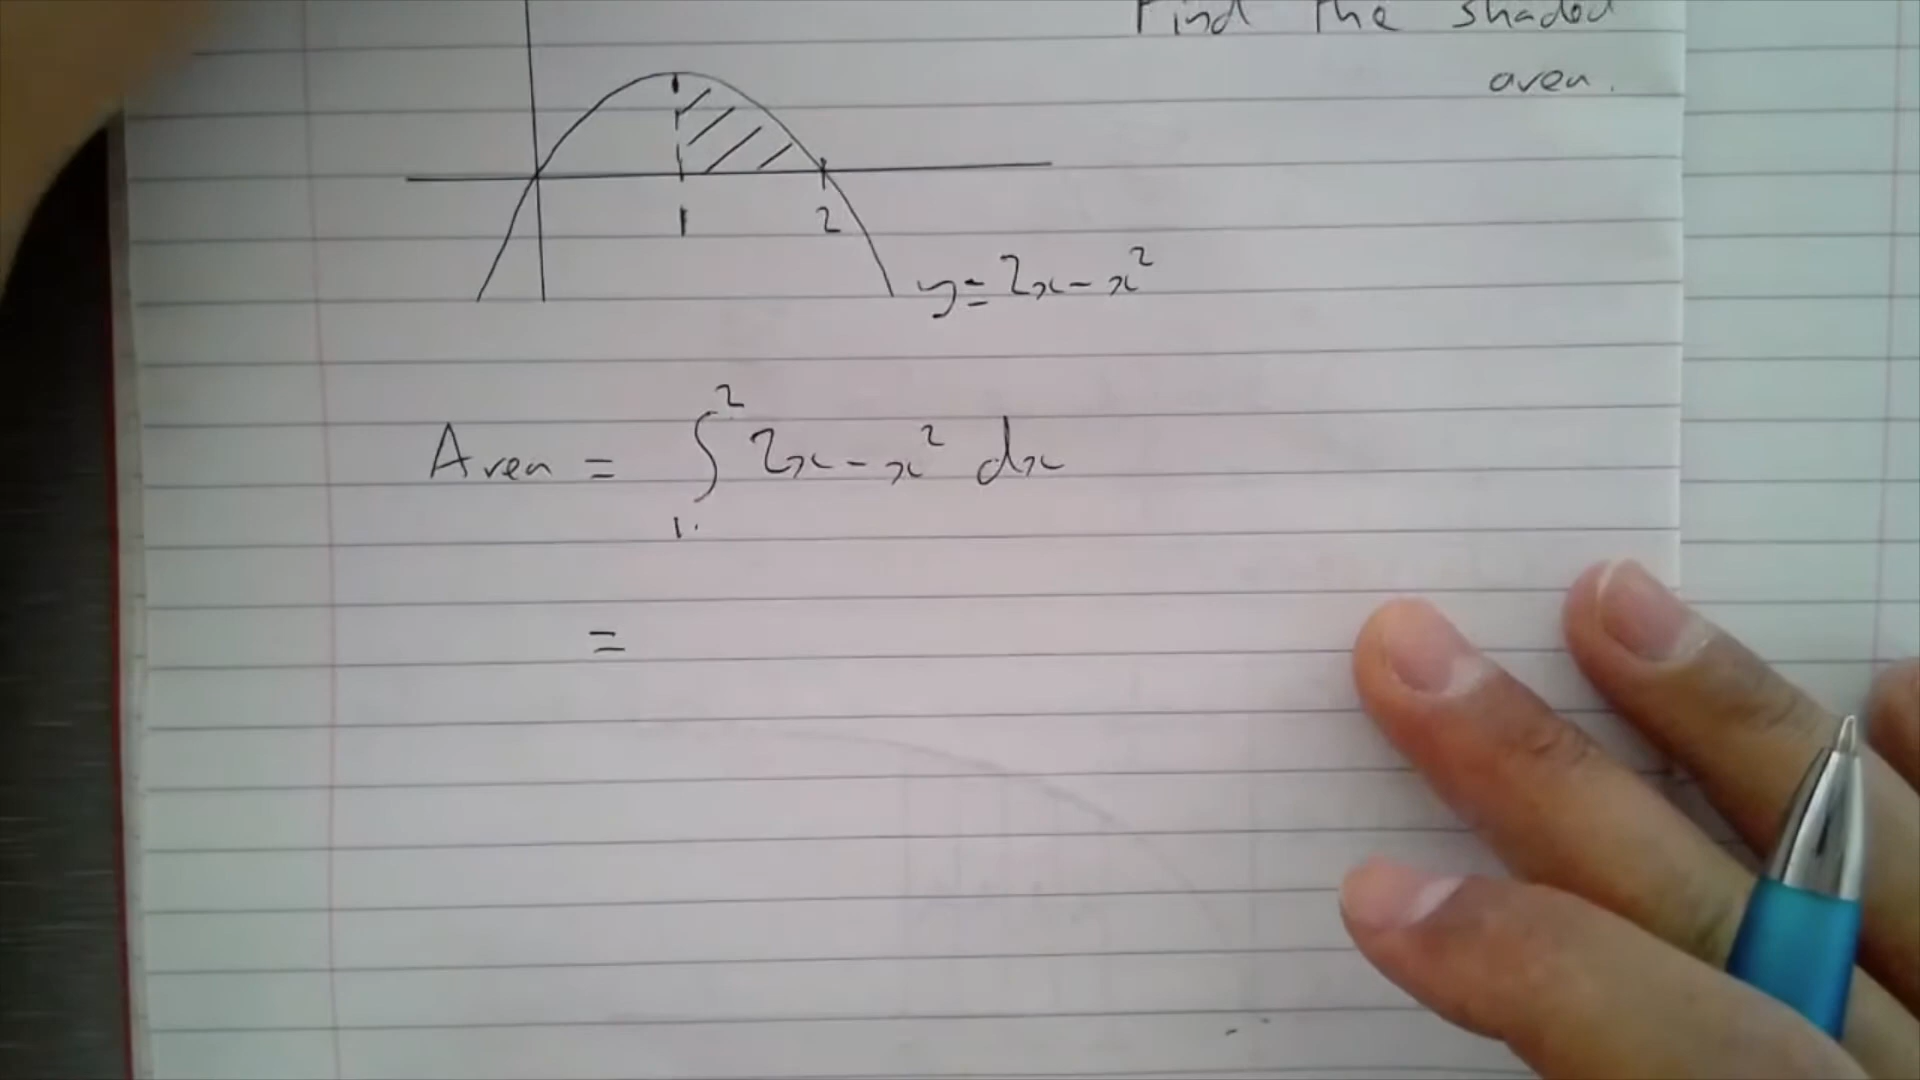 Find the shaded
area.
1 2
y = 2x - x²
Area = ∫₁² 2x - x² dx
=